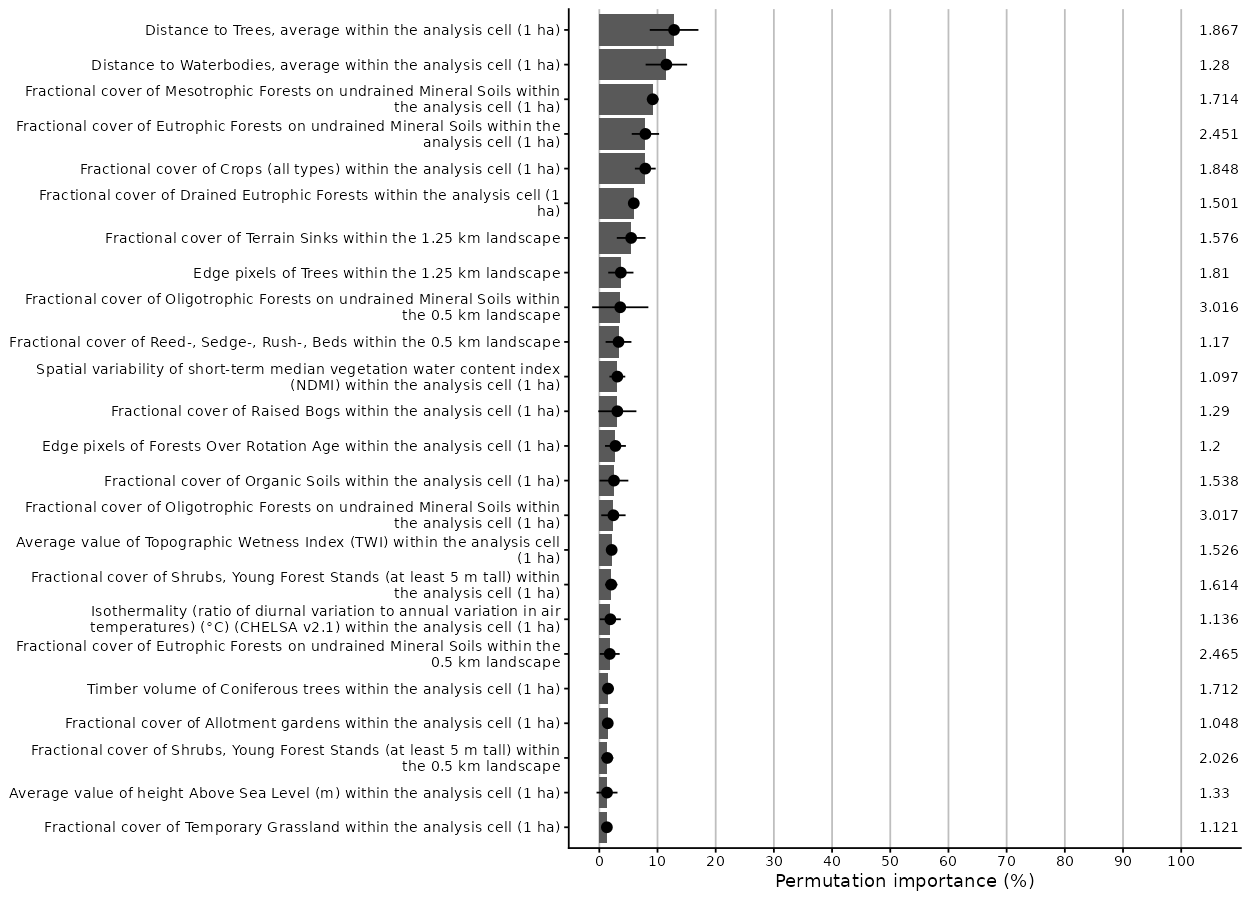 Distance to Trees, average within the analysis cell (1 ha)
1.867
Distance to Waterbodies, average within the analysis cell (1 ha)
1.28
Fractional cover of Mesotrophic Forests on undrained Mineral Soils within
the analysis cell (1 ha)
1.714
Fractional cover of Eutrophic Forests on undrained Mineral Soils within the
analysis cell (1 ha)
2.451
Fractional cover of Crops (all types) within the analysis cell (1 ha)
1.848
Fractional cover of Drained Eutrophic Forests within the analysis cell (1
ha)
1.501
Fractional cover of Terrain Sinks within the 1.25 km landscape
1.576
Edge pixels of Trees within the 1.25 km landscape
1.81
Fractional cover of Oligotrophic Forests on undrained Mineral Soils within
the 0.5 km landscape
3.016
Fractional cover of Reed-, Sedge-, Rush-, Beds within the 0.5 km landscape
1.17
Spatial variability of short-term median vegetation water content index
(NDMI) within the analysis cell (1 ha)
1.097
Fractional cover of Raised Bogs within the analysis cell (1 ha)
1.29
Edge pixels of Forests Over Rotation Age within the analysis cell (1 ha)
1.2
Fractional cover of Organic Soils within the analysis cell (1 ha)
1.538
Fractional cover of Oligotrophic Forests on undrained Mineral Soils within
the analysis cell (1 ha)
3.017
Average value of Topographic Wetness Index (TWI) within the analysis cell
(1 ha)
1.526
Fractional cover of Shrubs, Young Forest Stands (at least 5 m tall) within
the analysis cell (1 ha)
1.614
Isothermality (ratio of diurnal variation to annual variation in air
temperatures) (°C) (CHELSA v2.1) within the analysis cell (1 ha)
1.136
Fractional cover of Eutrophic Forests on undrained Mineral Soils within the
0.5 km landscape
2.465
Timber volume of Coniferous trees within the analysis cell (1 ha)
1.712
Fractional cover of Allotment gardens within the analysis cell (1 ha)
1.048
Fractional cover of Shrubs, Young Forest Stands (at least 5 m tall) within
the 0.5 km landscape
2.026
Average value of height Above Sea Level (m) within the analysis cell (1 ha)
1.33
Fractional cover of Temporary Grassland within the analysis cell (1 ha)
1.121
0 10 20 30 40 50 60 70 80 90 100
Permutation importance (%)